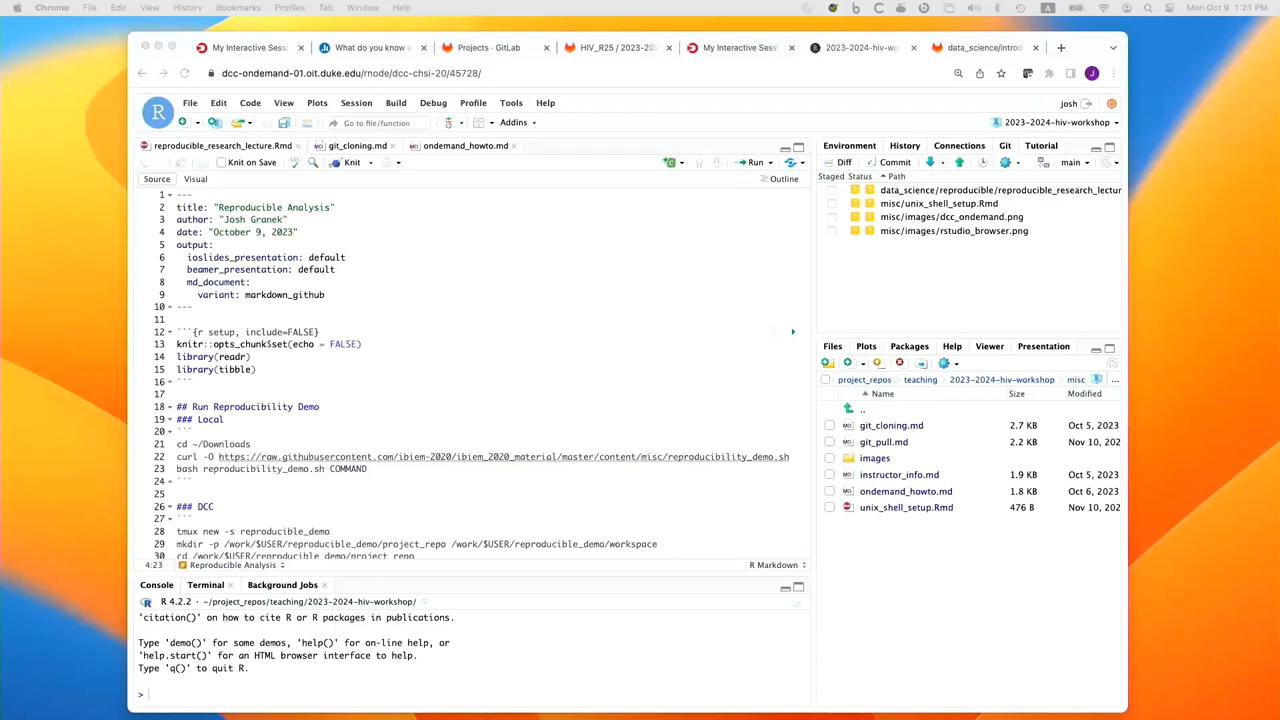 Chrome File Edit View History Bookmarks Profiles Tab Window Help Mon Oct 9 1:21 PM
My Interactive Sessi What do you know a Projects · GitLab HIV_R25 / 2023-202 My Interactive Sessi 2023-2024-hiv-wo data_science/introd
dcc-ondemand-01.oit.duke.edu/rnode/dcc-chsi-20/45728/ J
R File Edit Code View Plots Session Build Debug Profile Tools Help josh
Go to file/function Addins 2023-2024-hiv-workshop
reproducible_research_lecture.Rmd git_cloning.md ondemand_howto.md
Knit on Save Knit Run
Source Visual Outline
1 ---
2 title: "Reproducible Analysis"
3 author: "Josh Granek"
4 date: "October 9, 2023"
5 output:
6 ioslides_presentation: default
7 beamer_presentation: default
8 md_document:
9 variant: markdown_github
10 ---
11
12 ```{r setup, include=FALSE}
13 knitr::opts_chunk$set(echo = FALSE)
14 library(readr)
15 library(tibble)
16 ```
17
18 ## Run Reproducibility Demo
19 ### Local
20 ```
21 cd ~/Downloads
22 curl -O https://raw.githubusercontent.com/ibiem-2020/ibiem_2020_material/master/content/misc/reproducibility_demo.sh
23 bash reproducibility_demo.sh COMMAND
24 ```
25
26 ### DCC
27 ```
28 tmux new -s reproducible_demo
29 mkdir -p /work/$USER/reproducible_demo/project_repo /work/$USER/reproducible_demo/workspace
30 cd /work/$USER/reproducible_demo/project_repo
4:23 Reproducible Analysis R Markdown
Console Terminal Background Jobs
R 4.2.2 · ~/project_repos/teaching/2023-2024-hiv-workshop/
'citation()' on how to cite R or R packages in publications.
Type 'demo()' for some demos, 'help()' for on-line help, or
'help.start()' for an HTML browser interface to help.
Type 'q()' to quit R.
>
Environment History Connections Git Tutorial
Diff Commit main
Staged Status Path
data_science/reproducible/reproducible_research_lectur
misc/unix_shell_setup.Rmd
misc/images/dcc_ondemand.png
misc/images/rstudio_browser.png
Files Plots Packages Help Viewer Presentation
project_repos teaching 2023-2024-hiv-workshop misc ...
Name Size Modified
..
git_cloning.md 2.7 KB Oct 5, 2023
git_pull.md 2.2 KB Nov 10, 202
images
instructor_info.md 1.9 KB Oct 5, 2023
ondemand_howto.md 1.8 KB Oct 6, 2023
unix_shell_setup.Rmd 476 B Nov 10, 202